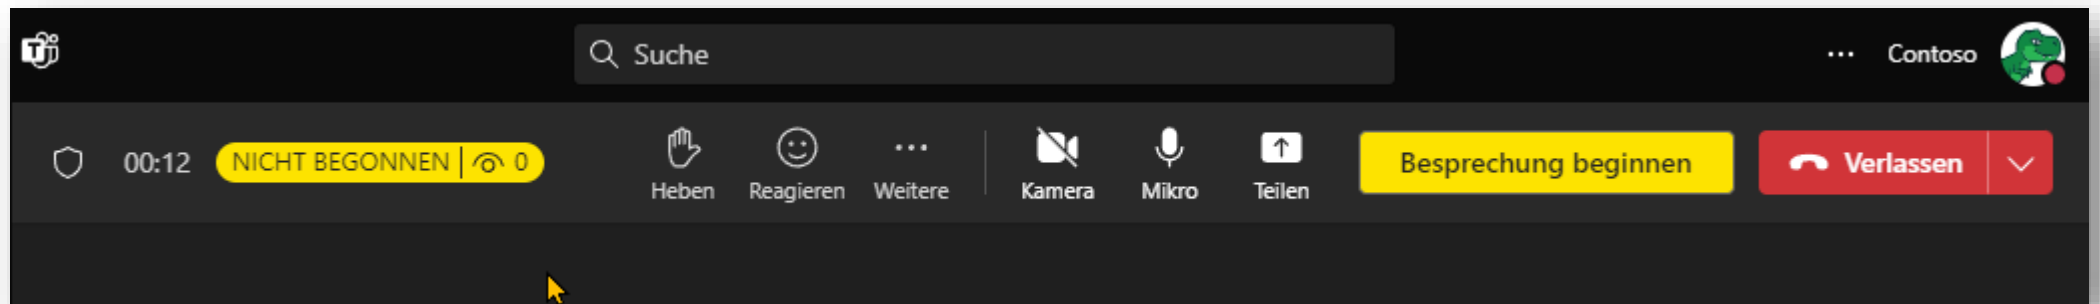 Suche
... Contoso
00:12 NICHT BEGONNEN | 0
Heben Reagieren Weitere Kamera Mikro Teilen
Besprechung beginnen
Verlassen